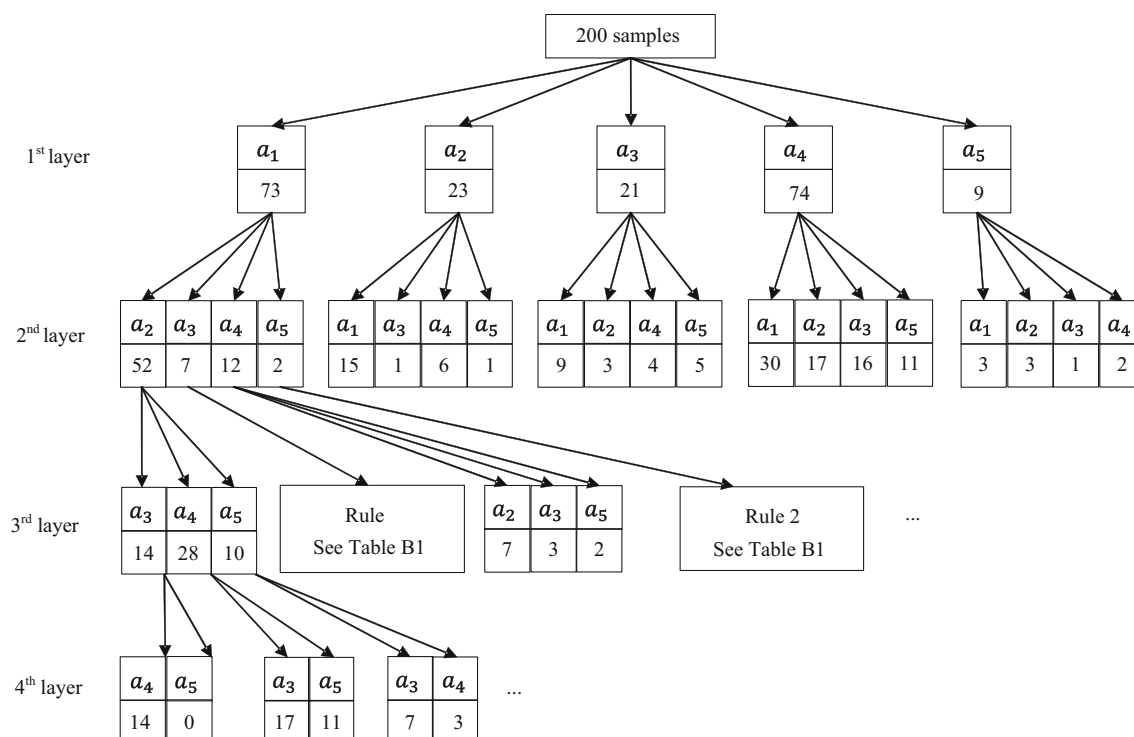 200 samples
1st layer
a1 a2 a3 a4 a5
73 23 21 74 9
2nd layer
a2 a3 a4 a5 a1 a3 a4 a5 a1 a2 a4 a5 a1 a2 a3 a5 a1 a2 a3 a4
52 7 12 2 15 1 6 1 9 3 4 5 30 17 16 11 3 3 1 2
3rd layer
a3 a4 a5 Rule a2 a3 a5 Rule 2 ...
14 28 10 See Table B1 7 3 2 See Table B1
4th layer
a4 a5 a3 a5 a3 a4 ...
14 0 17 11 7 3